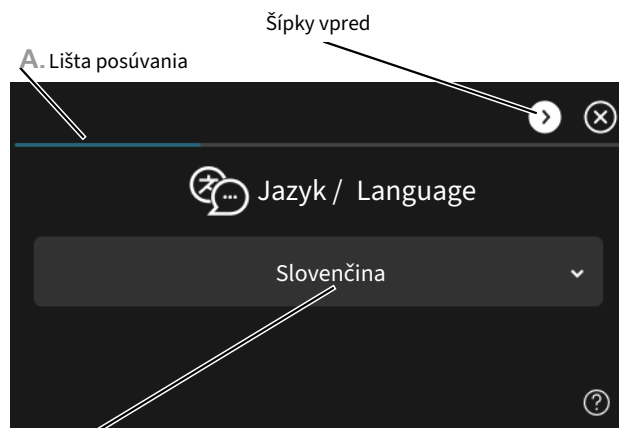 Šípky vpred
A. Lišta posúvania
Jazyk / Language
Slovenčina